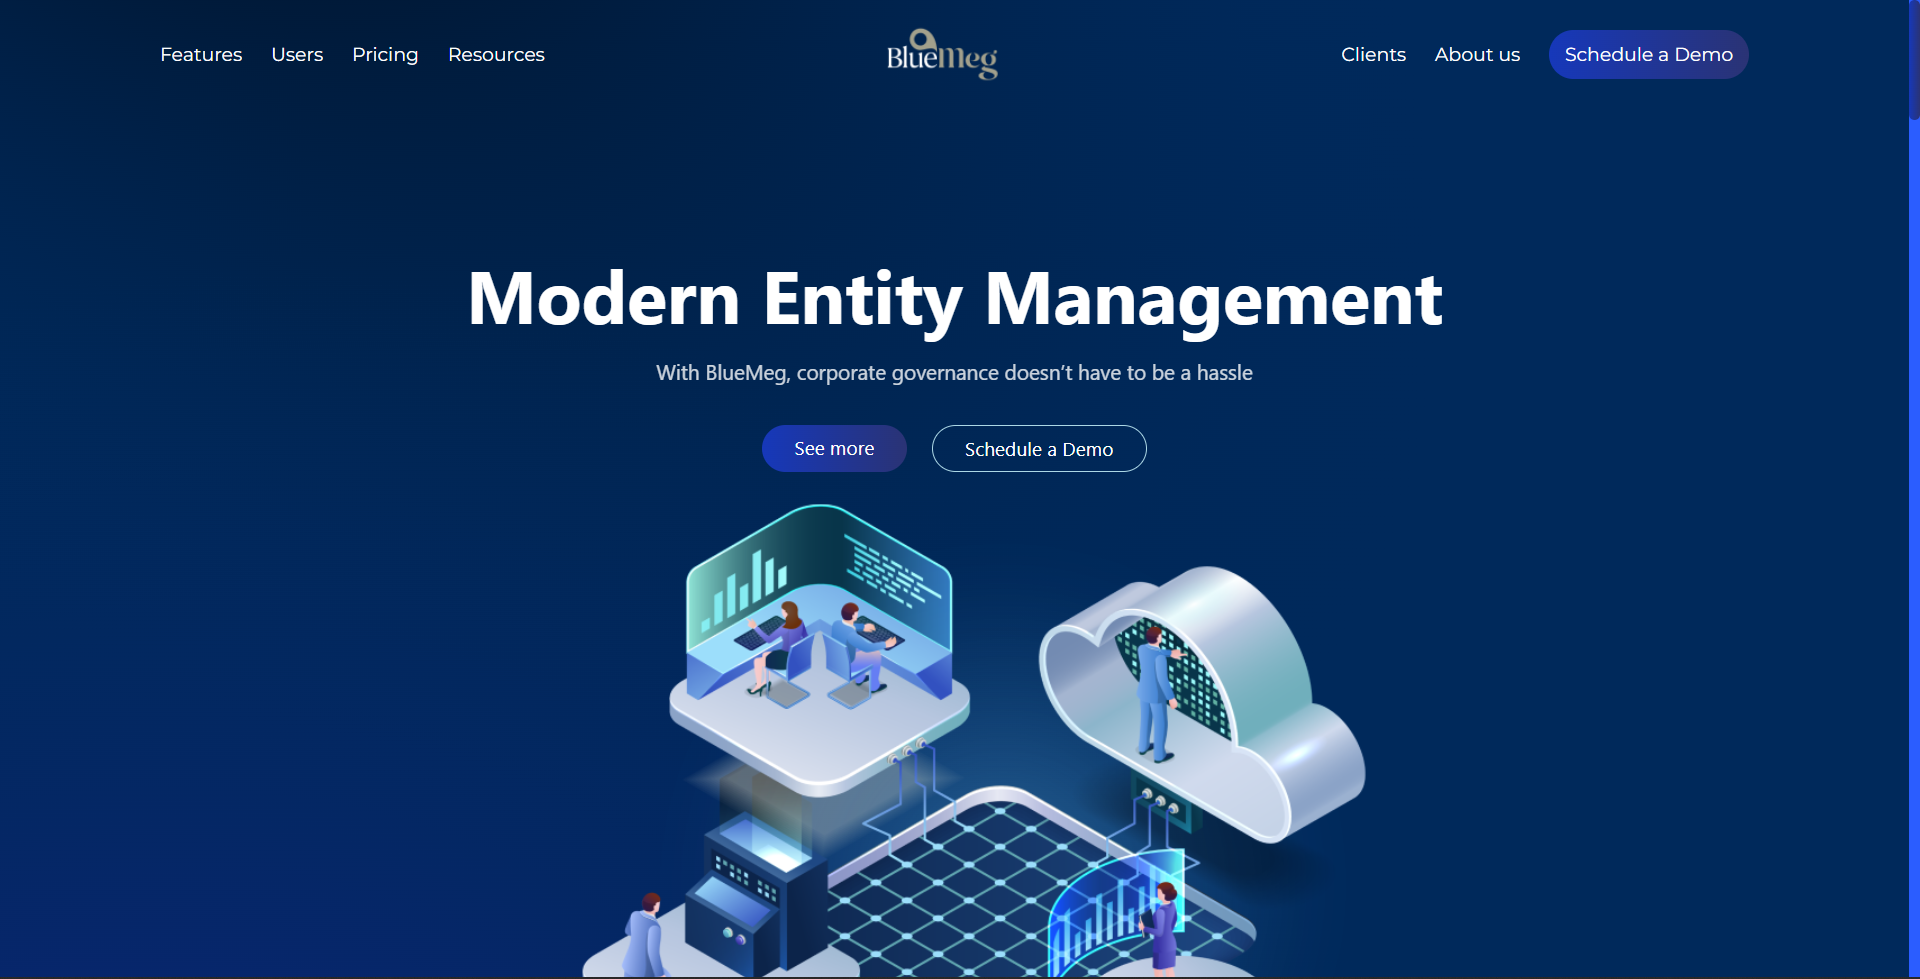 Features Users Pricing Resources BlueMeg Clients About us Schedule a Demo
Modern Entity Management
With BlueMeg, corporate governance doesn’t have to be a hassle
See more Schedule a Demo